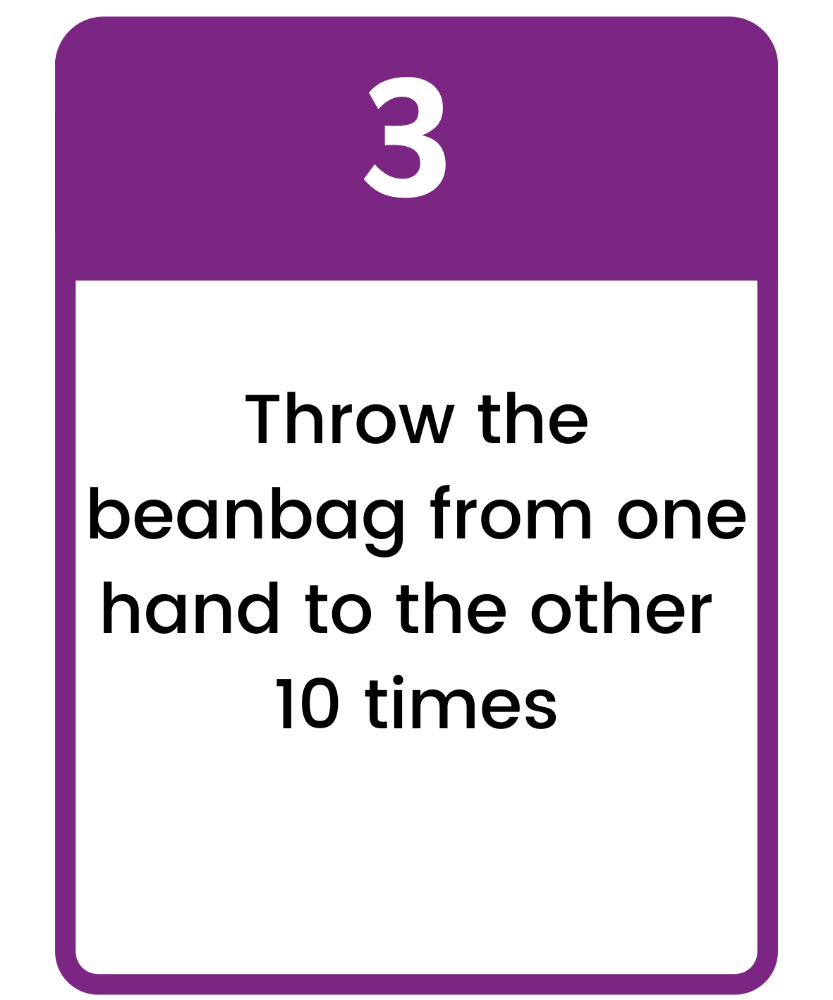 3
Throw the
beanbag from one
hand to the other
10 times